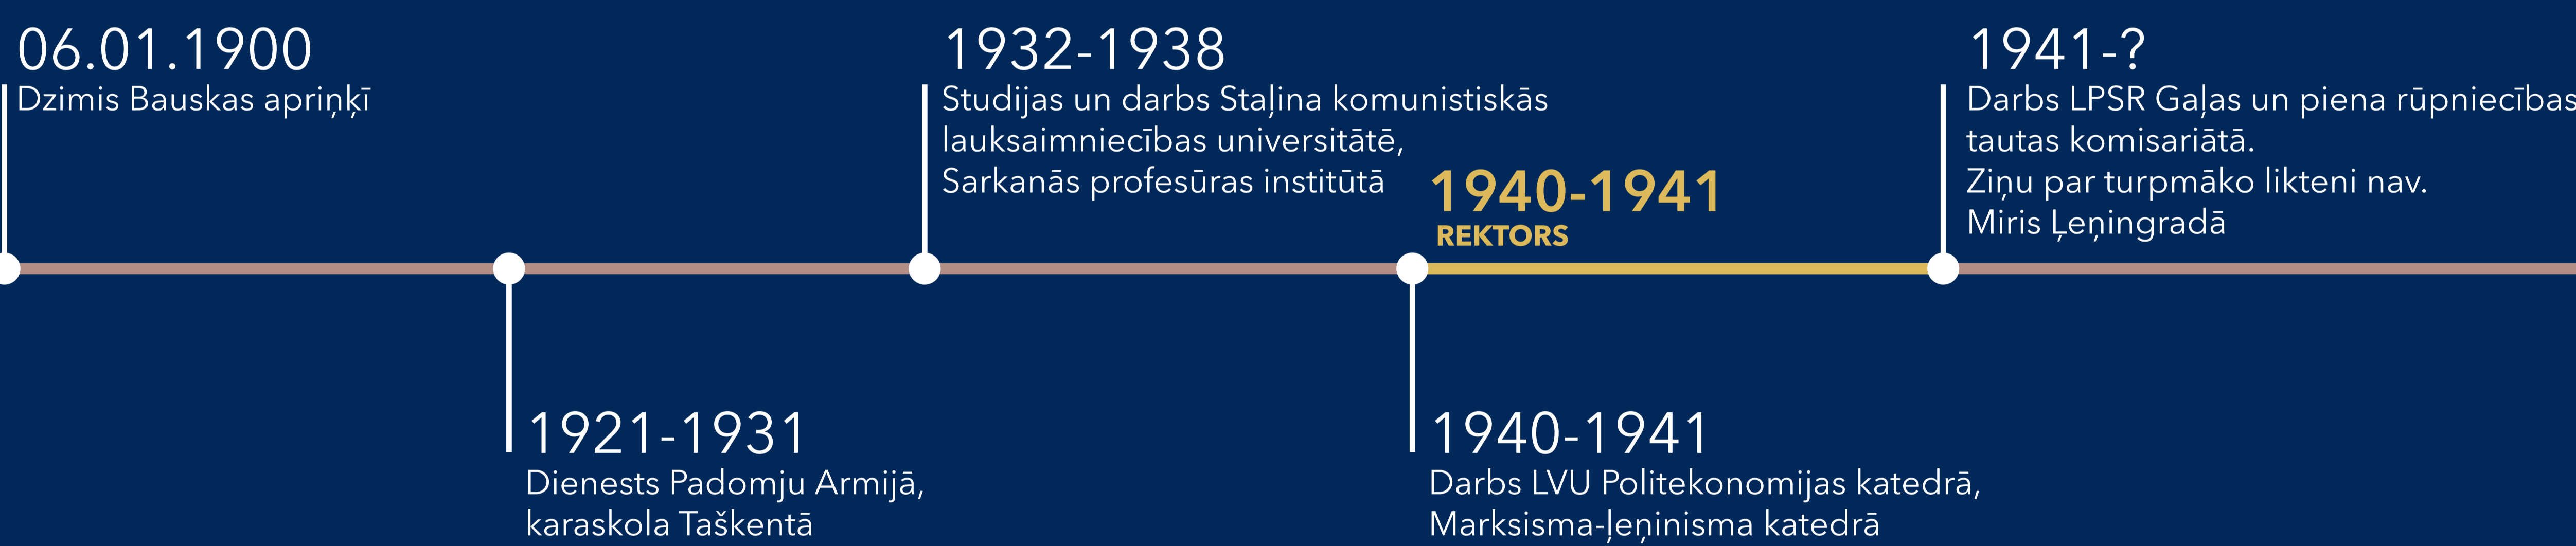 06.01.1900
Dzimis Bauskas apriņķī
1921-1931
Dienests Padomju Armijā,
karaskola Taškentā
1932-1938
Studijas un darbs Staļina komunistiskās
lauksaimniecības universitātē,
Sarkanās profesūras institūtā
1940-1941
REKTORS
1940-1941
Darbs LVU Politekonomijas katedrā,
Marksisma-ļeņinisma katedrā
1941-?
Darbs LPSR Gaļas un piena rūpniecības
tautas komisariātā.
Ziņu par turpmāko likteni nav.
Miris Ļeņingradā